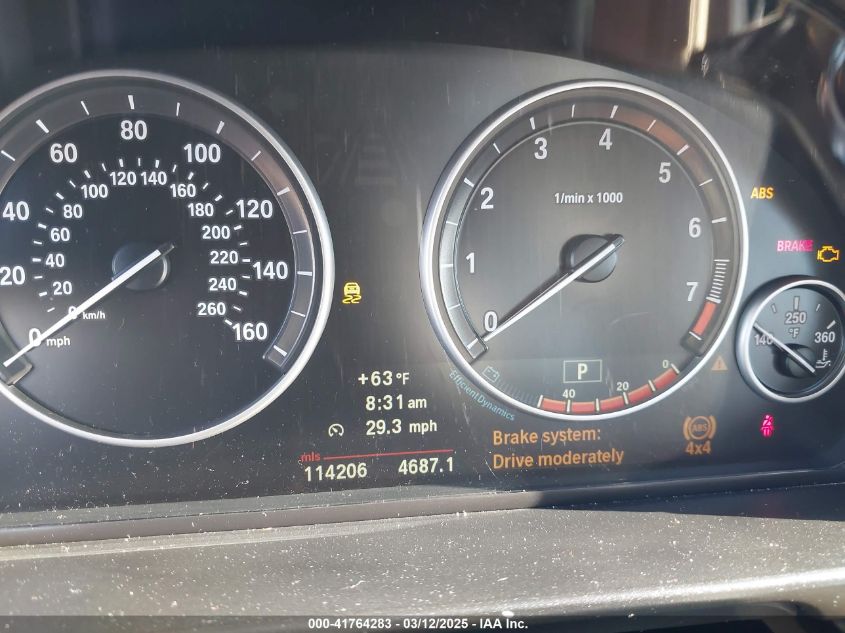 20
40
60
80
100
120
140
160
0 mph
0 km/h
20
40
60
80
100
120
140
160
180
200
220
240
260
+63°F
8:31 am
29.3 mph
mls
114206 4687.1
0
1
2
3
4
5
6
7
1/min x 1000
P
40 20 0
EfficientDynamics
Brake system:
Drive moderately
ABS
4x4
ABS
BRAKE
140
250
°F
360
000-41764283 - 03/12/2025 - IAA Inc.